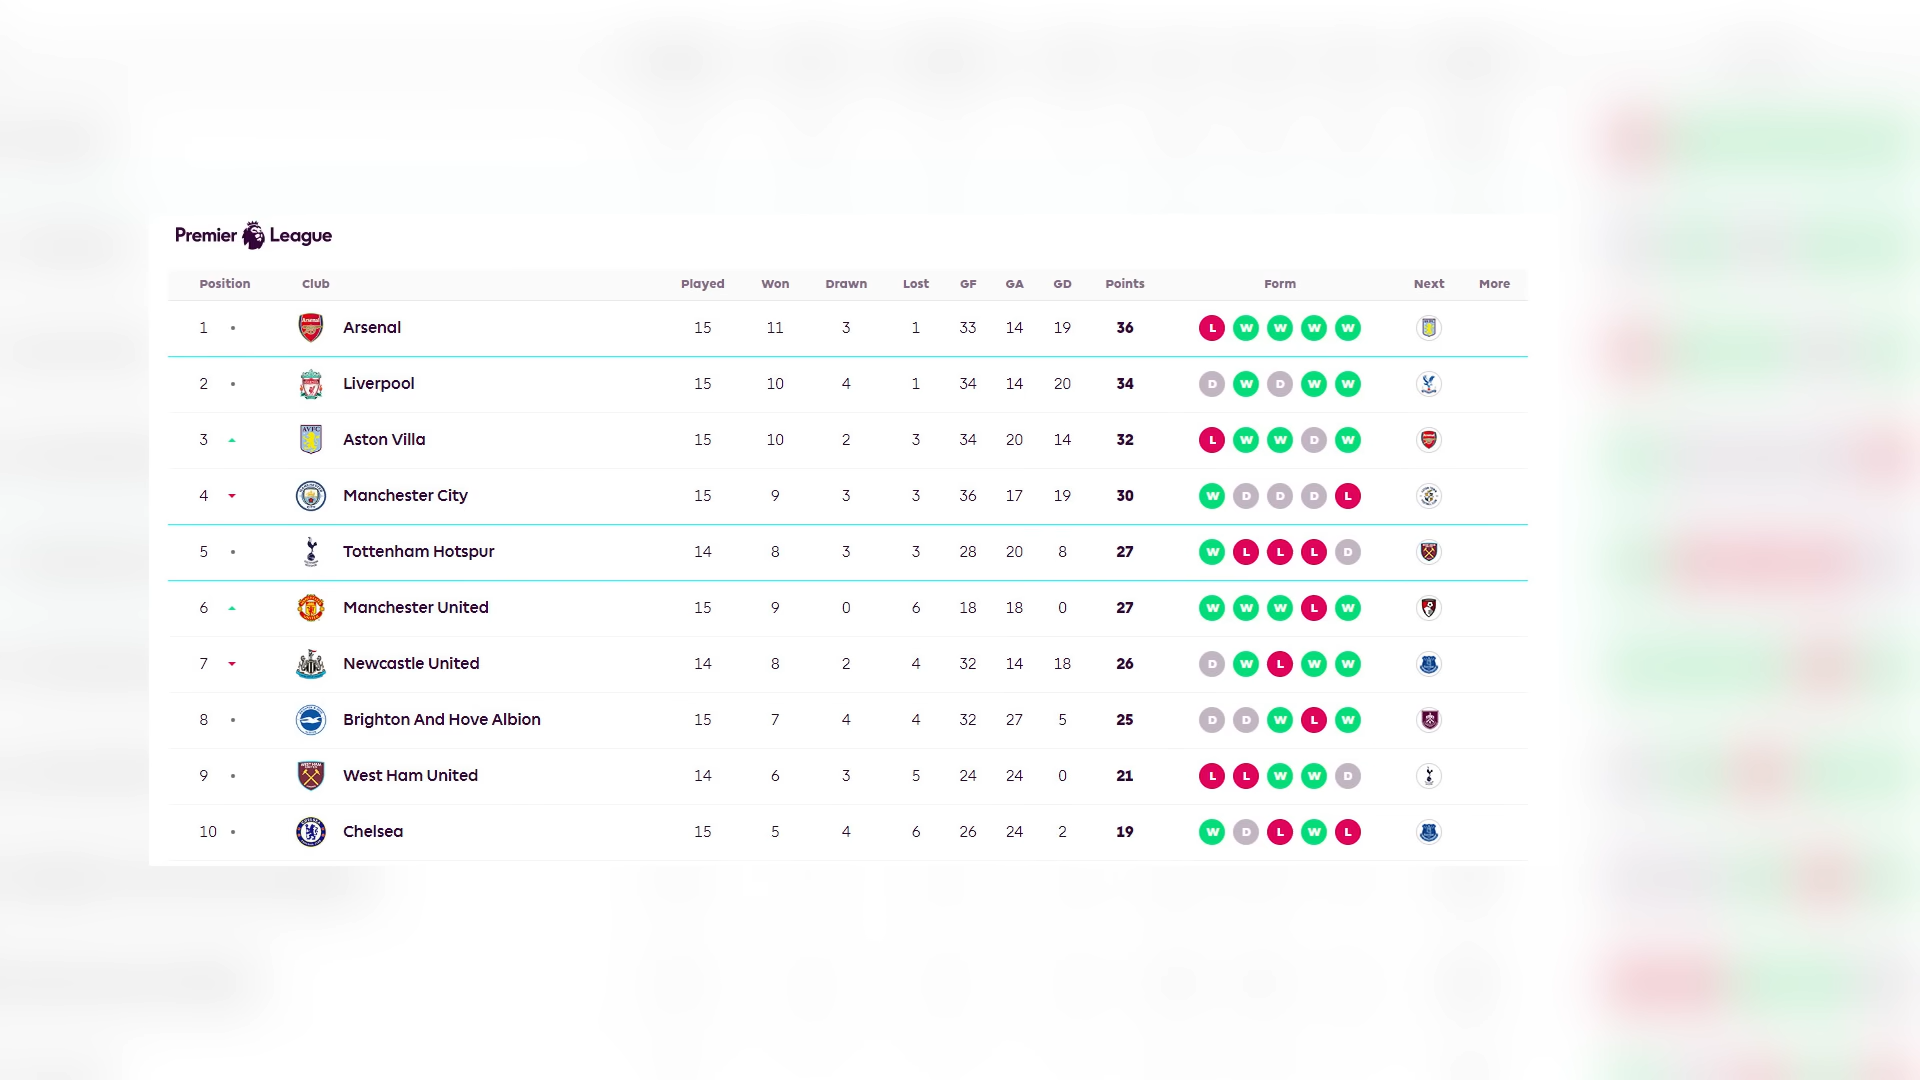 Premier League
Position Club Played Won Drawn Lost GF GA GD Points Form Next More
1 Arsenal 15 11 3 1 33 14 19 36 L W W W W
2 Liverpool 15 10 4 1 34 14 20 34 D W D W W
3 Aston Villa 15 10 2 3 34 20 14 32 L W W D W
4 Manchester City 15 9 3 3 36 17 19 30 W D D D L
5 Tottenham Hotspur 14 8 3 3 28 20 8 27 W L L L D
6 Manchester United 15 9 0 6 18 18 0 27 W W W L W
7 Newcastle United 14 8 2 4 32 14 18 26 D W L W W
8 Brighton And Hove Albion 15 7 4 4 32 27 5 25 D D W L W
9 West Ham United 14 6 3 5 24 24 0 21 L L W W D
10 Chelsea 15 5 4 6 26 24 2 19 W D L W L